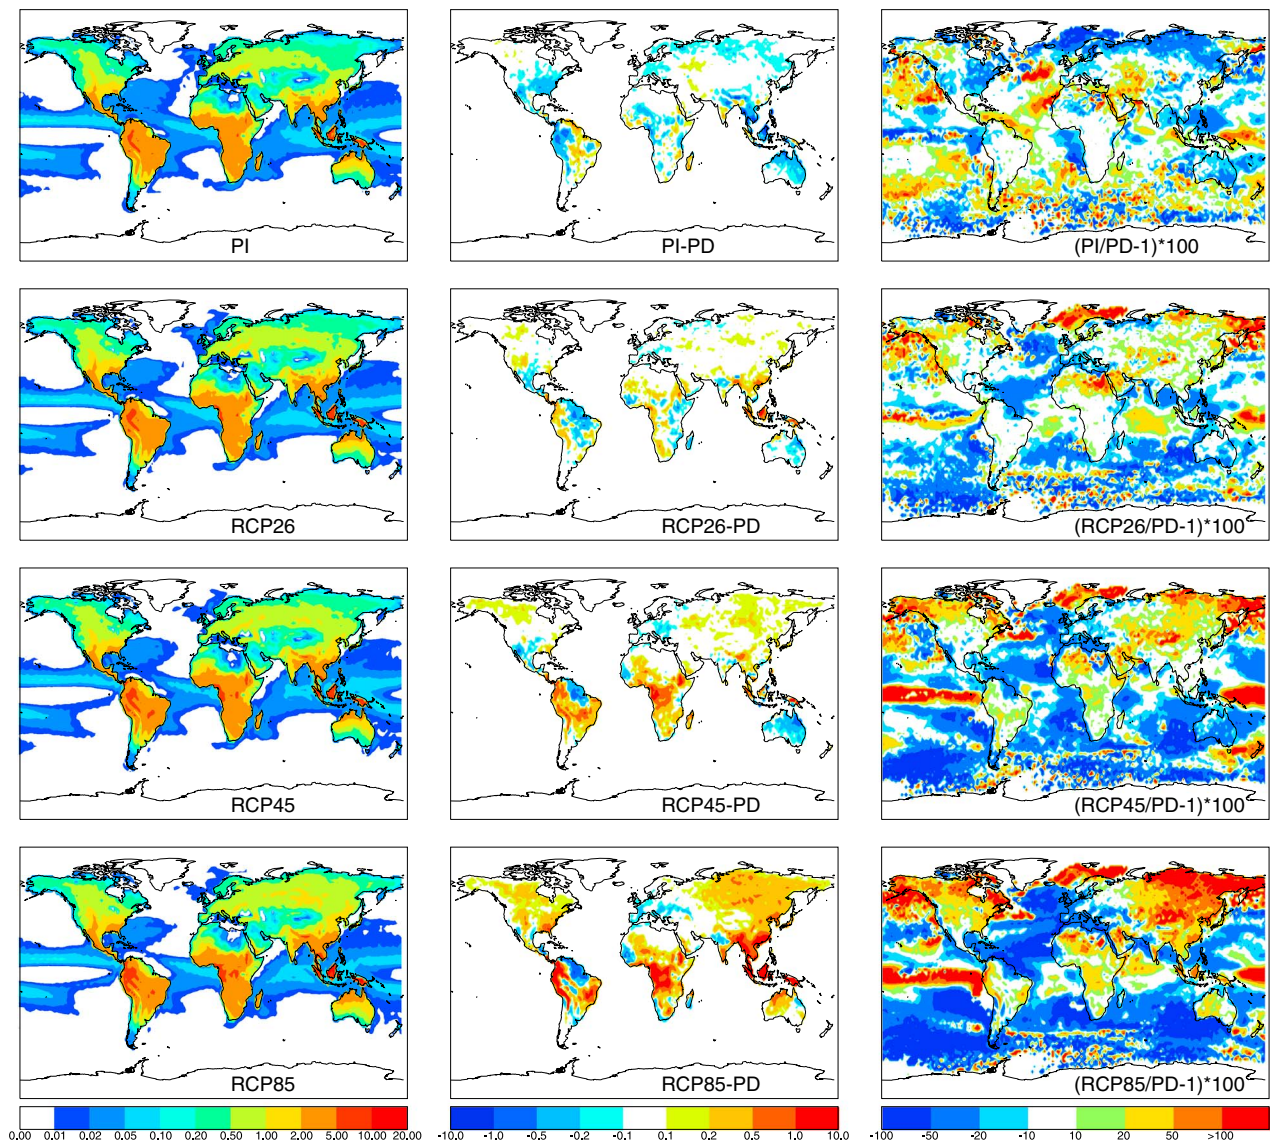 PI PI-PD (PI/PD-1)*100
RCP26 RCP26-PD (RCP26/PD-1)*100
RCP45 RCP45-PD (RCP45/PD-1)*100
RCP85 RCP85-PD (RCP85/PD-1)*100
0.00 0.01 0.02 0.05 0.10 0.20 0.50 1.00 2.00 5.00 10.00 20.00
-10.0 -1.0 -0.5 -0.2 -0.1 0.1 0.2 0.5 1.0 10.0
-100 -50 -20 -10 10 20 50 >100